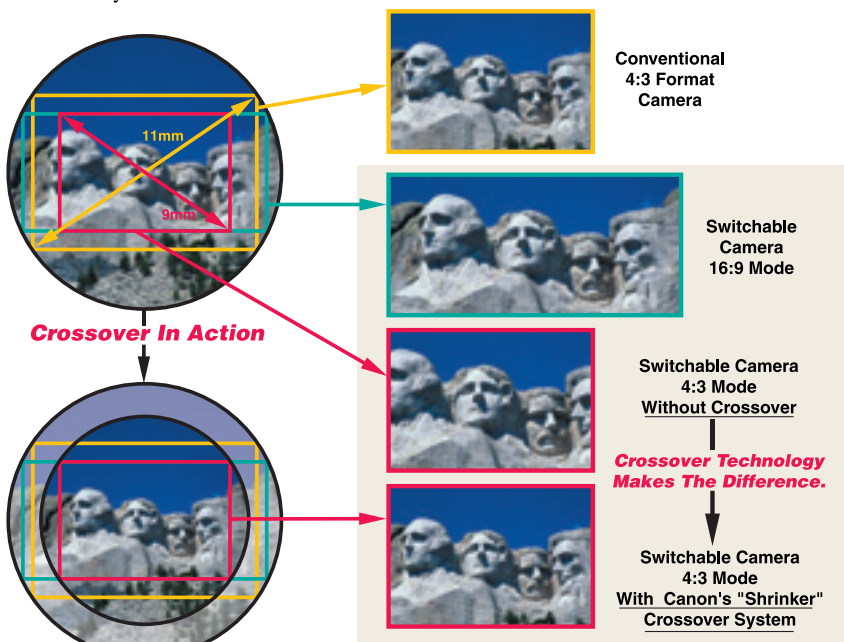 Conventional
4:3 Format
Camera
11mm
9mm
Switchable
Camera
16:9 Mode
Crossover In Action
Switchable Camera
4:3 Mode
Without Crossover
Crossover Technology
Makes The Difference.
Switchable Camera
4:3 Mode
With Canon's "Shrinker"
Crossover System